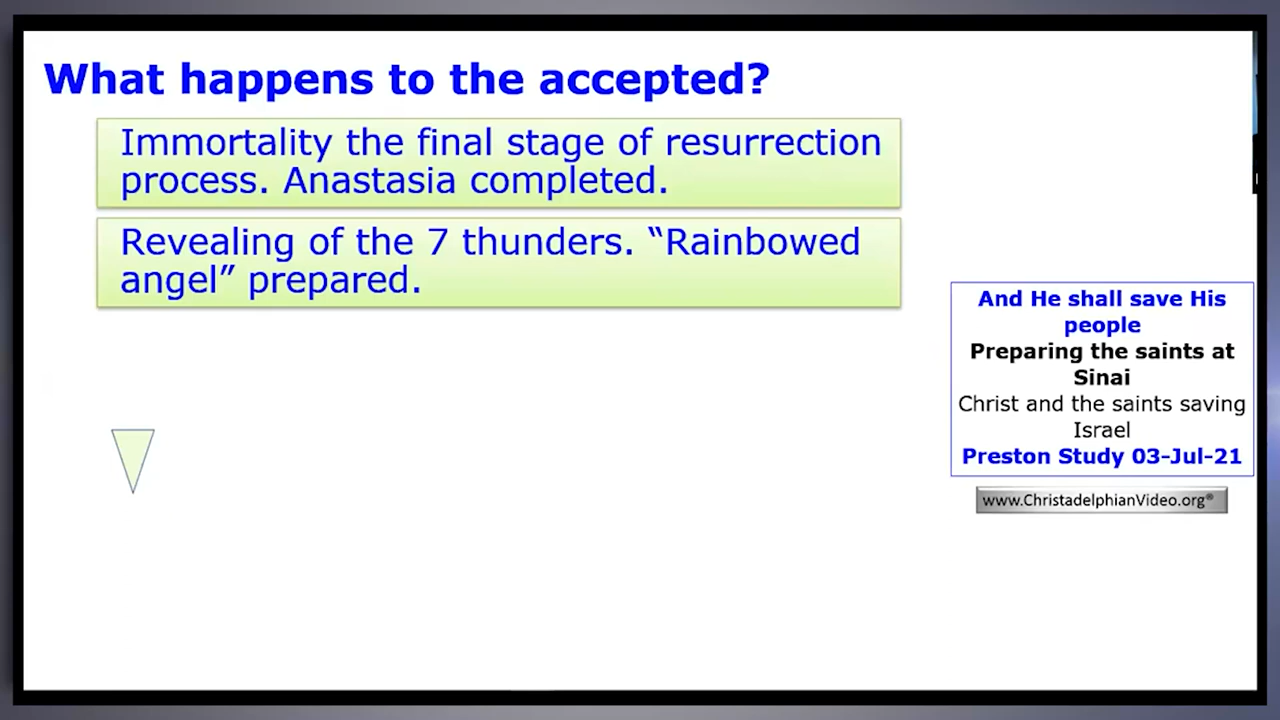 What happens to the accepted?
Immortality the final stage of resurrection
process. Anastasia completed.
Revealing of the 7 thunders. “Rainbowed
angel” prepared.
And He shall save His
people
Preparing the saints at
Sinai
Christ and the saints saving
Israel
Preston Study 03-Jul-21
www.ChristadelphianVideo.org®